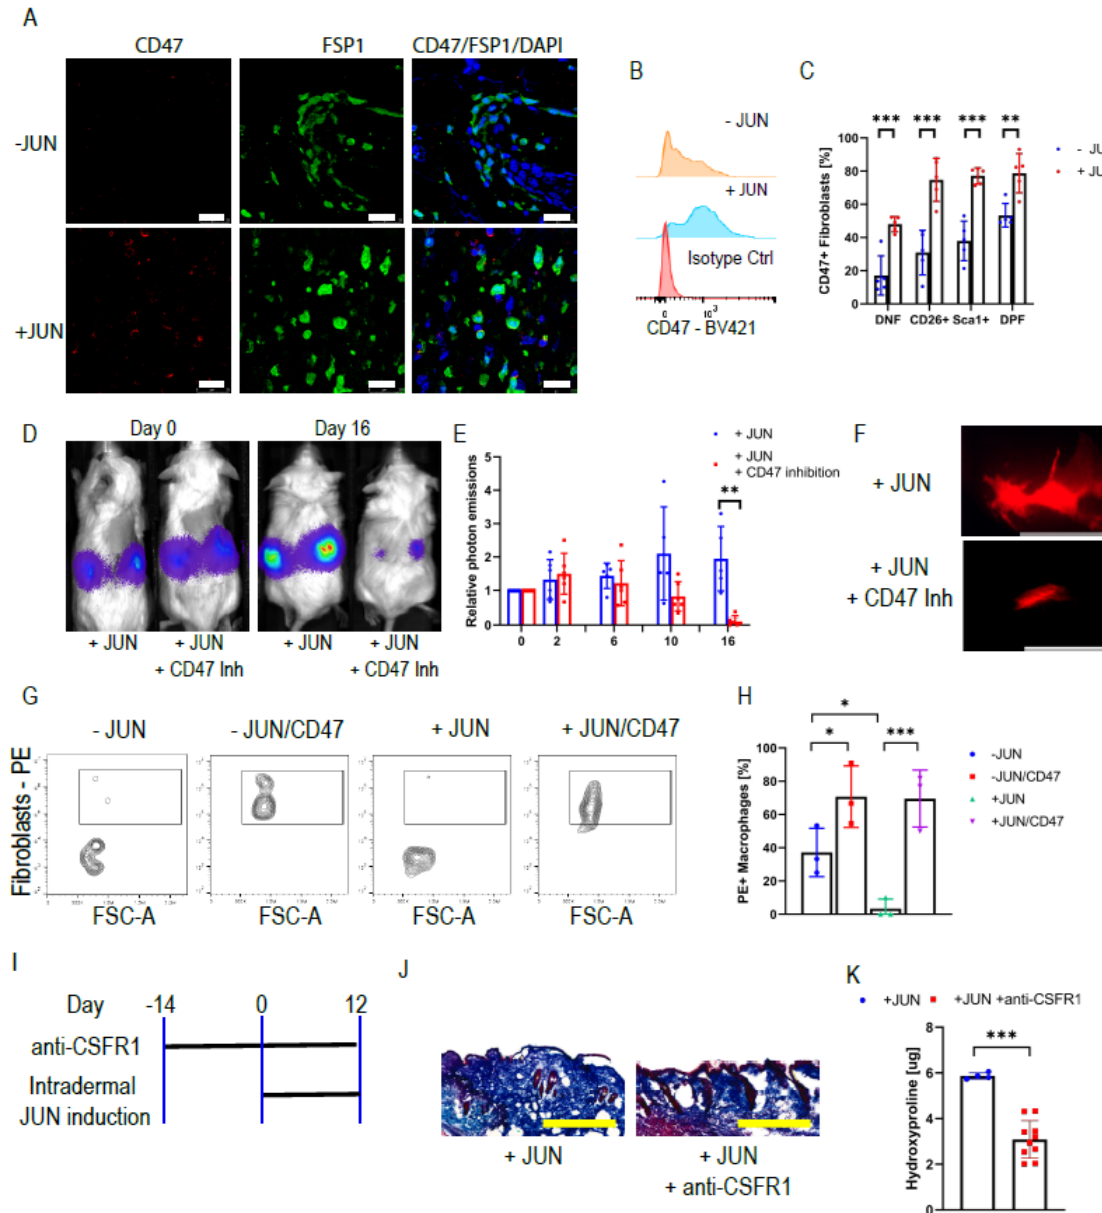 A
CD47 FSP1 CD47/FSP1/DAPI
-JUN
+JUN
B
- JUN
+ JUN
Isotype Ctrl
0 10³
CD47 - BV421
C
*** *** *** **
- JU
+ JU
CD47+ Fibroblasts [%]
100
80
60
40
20
0
DNF CD26+ Sca1+ DPF
D
Day 0 Day 16
+ JUN + JUN + JUN + JUN
+ CD47 Inh + CD47 Inh
E
+ JUN
+ JUN
+ CD47 inhibition
**
Relative photon emissions
5
4
3
2
1
0
0 2 6 10 16
F
+ JUN
+ JUN
+ CD47 Inh
G
- JUN - JUN/CD47 + JUN + JUN/CD47
Fibroblasts - PE
FSC-A FSC-A FSC-A FSC-A
H
*
* ***
-JUN
-JUN/CD47
+JUN
+JUN/CD47
PE+ Macrophages [%]
100
80
60
40
20
0
I
Day -14 0 12
anti-CSFR1
Intradermal
JUN induction
J
+ JUN + JUN
+ anti-CSFR1
K
+JUN +JUN +anti-CSFR1
***
Hydroxyproline [ug]
8
6
4
2
0